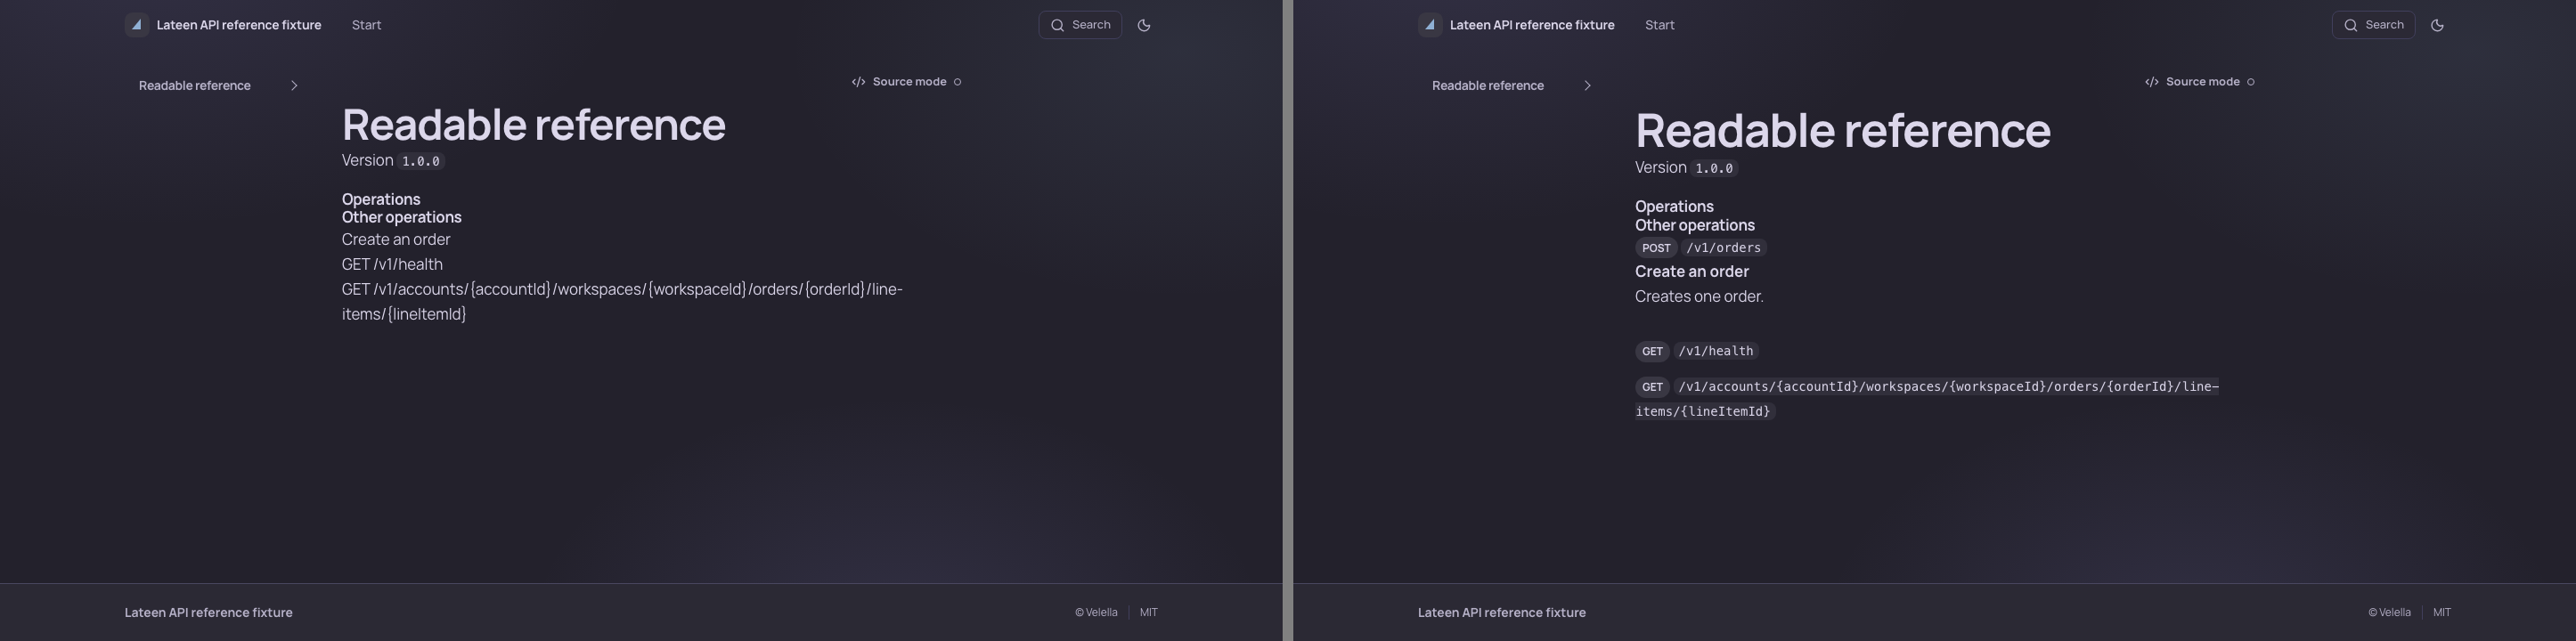 Lateen API reference fixture
Start
Search
Readable reference
Source mode
Readable reference
Version 1.0.0
Operations
Other operations
Create an order
GET /v1/health
GET /v1/accounts/{accountId}/workspaces/{workspaceId}/orders/{orderId}/line-
items/{lineItemId}
Lateen API reference fixture
© Velella
MIT
Lateen API reference fixture
Start
Search
Readable reference
Source mode
Readable reference
Version 1.0.0
Operations
Other operations
POST /v1/orders
Create an order
Creates one order.
GET /v1/health
GET /v1/accounts/{accountId}/workspaces/{workspaceId}/orders/{orderId}/line-
items/{lineItemId}
Lateen API reference fixture
© Velella
MIT